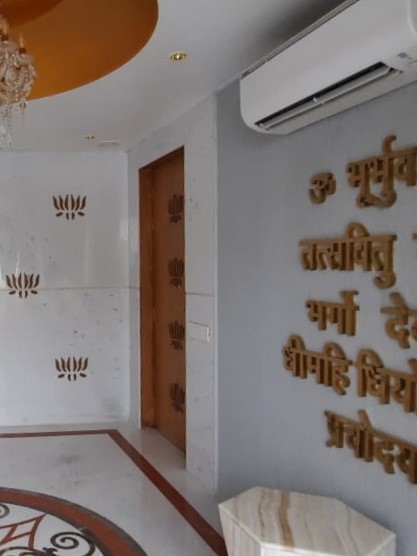 ॐ भूर्भुव
तत्सवितु
भर्गो
धीमहि धियो
प्रचोदया